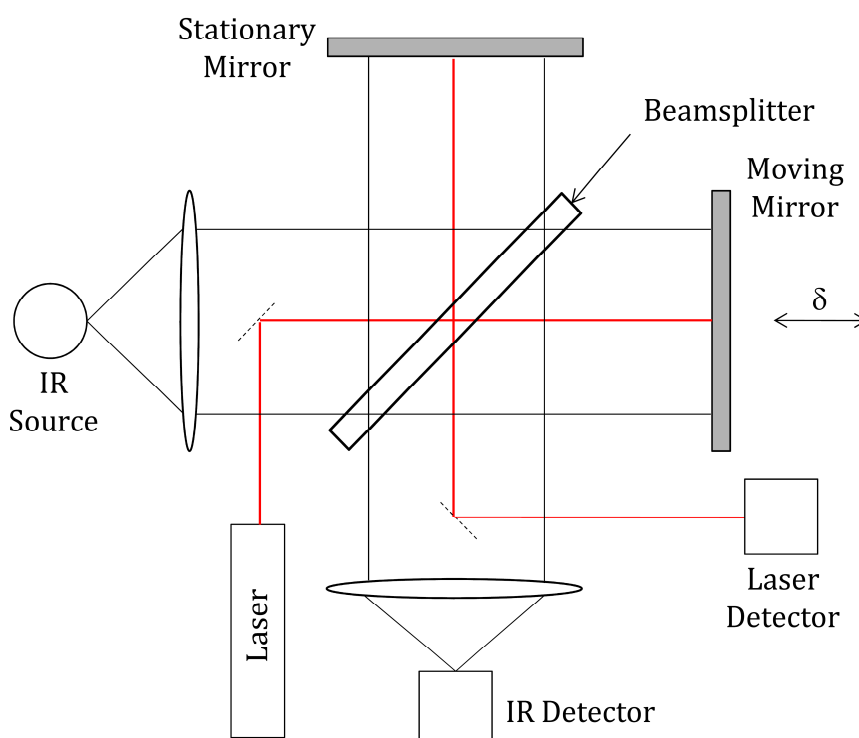 Stationary
Mirror
Beamsplitter
Moving
Mirror
δ
IR
Source
Laser
Laser
Detector
IR Detector